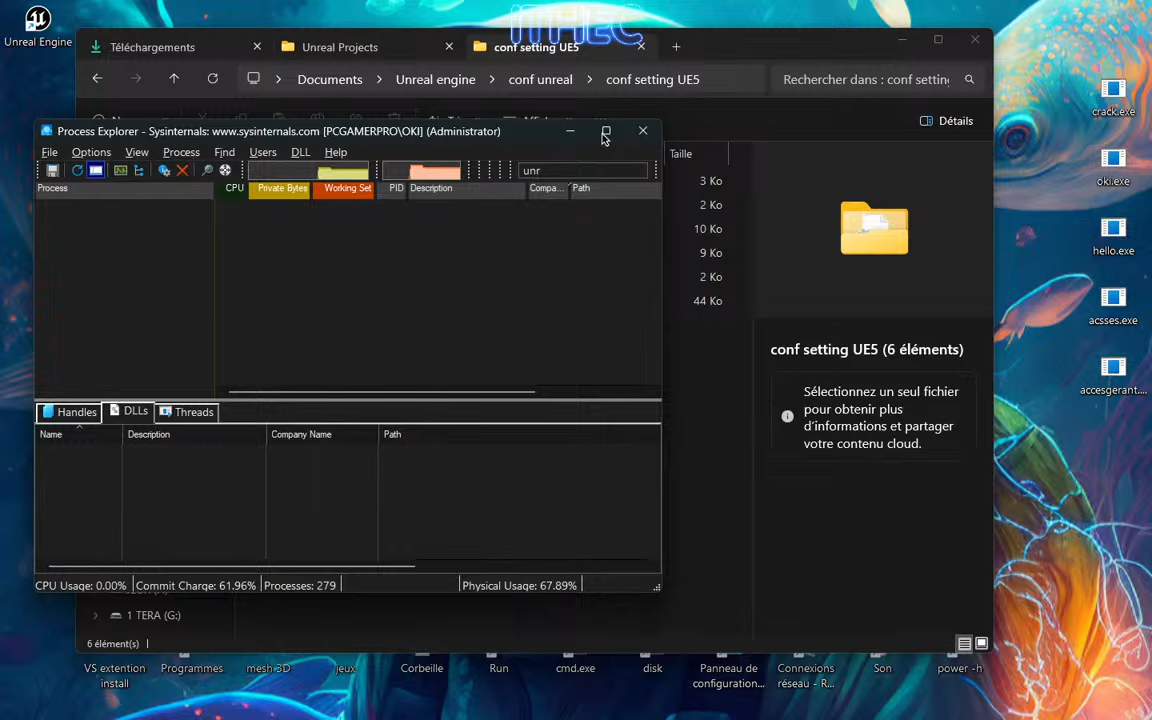 Unreal Engine
Téléchargements
Unreal Projects
conf setting UE5
Documents
Unreal engine
conf unreal
conf setting UE5
Rechercher dans : conf settin
Détails
Process Explorer - Sysinternals: www.sysinternals.com [PCGAMERPRO\OKI] (Administrator)
File Options View Process Find Users DLL Help
unr
Process CPU Private Bytes Working Set PID Description Compa... Path
Taille
3 Ko
2 Ko
10 Ko
9 Ko
2 Ko
44 Ko
conf setting UE5 (6 éléments)
Sélectionnez un seul fichier
pour obtenir plus
d'informations et partager
votre contenu cloud.
Handles DLLs Threads
Name Description Company Name Path
CPU Usage: 0.00% Commit Charge: 61.96% Processes: 279 Physical Usage: 67.89%
1 TERA (G:)
6 élément(s)
crack.exe
oki.exe
hello.exe
acsses.exe
accesgerant....
VS extention
install
Programmes
mesh 3D
jeux
Corbeille
Run
cmd.exe
disk
Panneau de
configuration...
Connexions
réseau - R...
Son
power -h